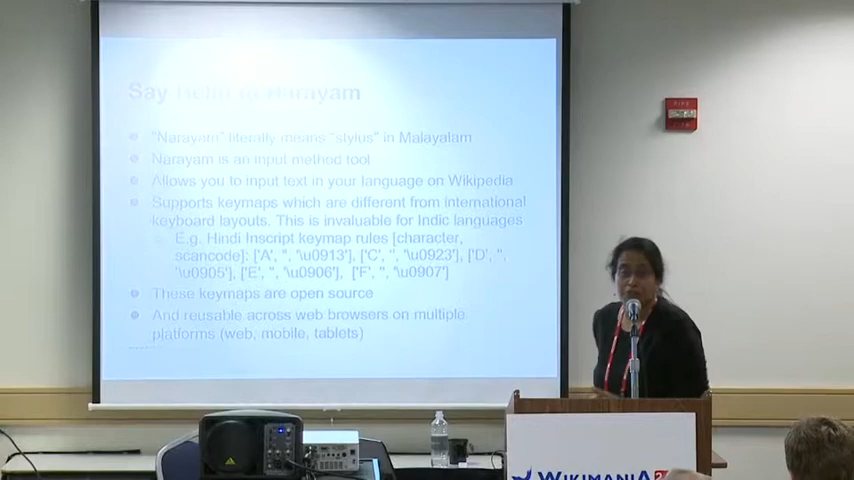 Say Hello to Narayam
"Narayam" literally means "stylus" in Malayalam
Narayam is an input method tool
Allows you to input text in your language on Wikipedia
Supports keymaps which are different from international
keyboard layouts. This is invaluable for Indic languages.
E.g. Hindi Inscript keymap rules [character,
scancode]: ['A', '', '\u0913'], ['C', '', '\u0923'], ['D', '',
'\u0905'], ['E', '', '\u0906'], ['F', '', '\u0907']
These keymaps are open source
And reusable across web browsers on multiple
platforms (web, mobile, tablets)
FIRE
WIKIMANIA